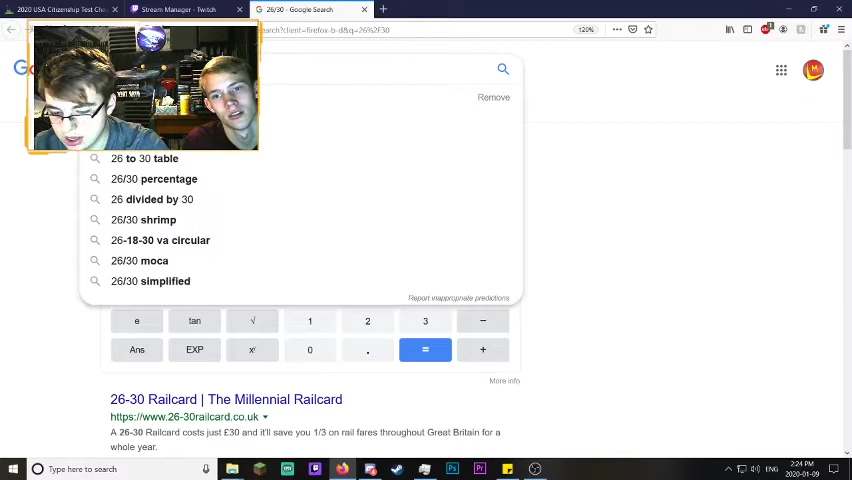 2020 USA Citizenship Test Che
Stream Manager - Twitch
26/30 - Google Search
search?client=firefox-b-d&q=26%2F30
120%
Remove
26 to 30 table
26/30 percentage
26 divided by 30
26/30 shrimp
26-18-30 va circular
26/30 moca
26/30 simplified
Report inappropriate predictions
e tan √ 1 2 3 −
Ans EXP xʸ 0 . = +
More info
26-30 Railcard | The Millennial Railcard
https://www.26-30railcard.co.uk
A 26-30 Railcard costs just £30 and it'll save you 1/3 on rail fares throughout Great Britain for a
whole year.
Type here to search
ENG
2:24 PM
2020-01-09